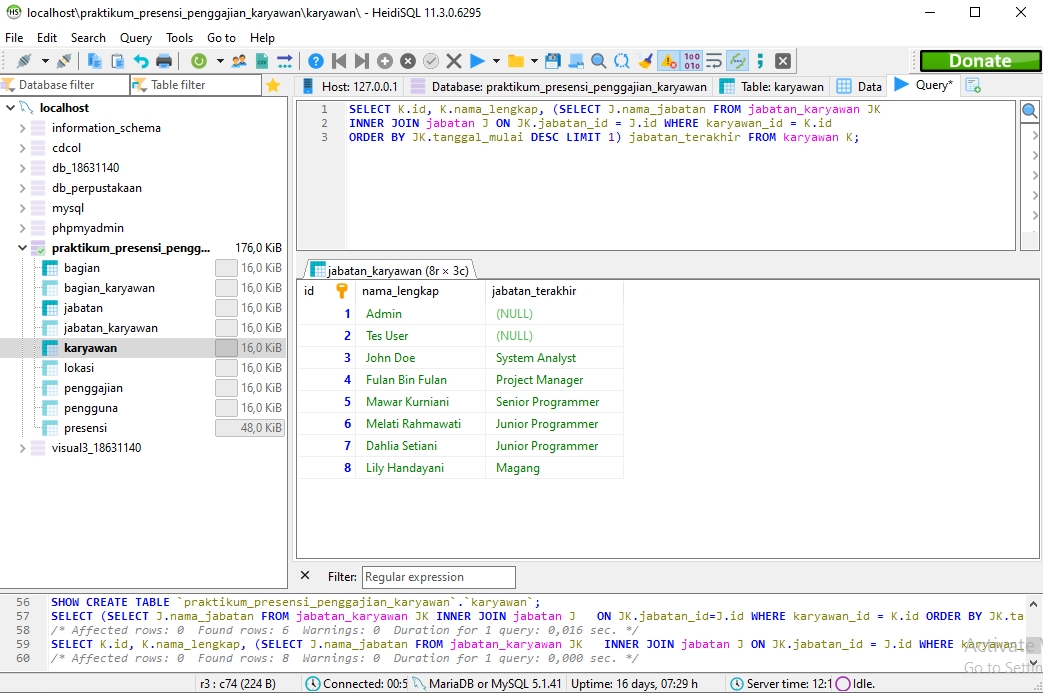 localhost\praktikum_presensi_penggajian_karyawan\karyawan\ - HeidiSQL 11.3.0.6295
File Edit Search Query Tools Go to Help
Donate
Database filter Table filter
Host: 127.0.0.1 Database: praktikum_presensi_penggajian_karyawan Table: karyawan Data Query*
localhost
information_schema
cdcol
db_18631140
db_perpustakaan
mysql
phpmyadmin
praktikum_presensi_pengg... 176,0 KiB
bagian 16,0 KiB
bagian_karyawan 16,0 KiB
jabatan 16,0 KiB
jabatan_karyawan 16,0 KiB
karyawan 16,0 KiB
lokasi 16,0 KiB
penggajian 16,0 KiB
pengguna 16,0 KiB
presensi 48,0 KiB
visual3_18631140
1 SELECT K.id, K.nama_lengkap, (SELECT J.nama_jabatan FROM jabatan_karyawan JK
2 INNER JOIN jabatan J ON JK.jabatan_id = J.id WHERE karyawan_id = K.id
3 ORDER BY JK.tanggal_mulai DESC LIMIT 1) jabatan_terakhir FROM karyawan K;
jabatan_karyawan (8r × 3c)
id nama_lengkap jabatan_terakhir
1 Admin (NULL)
2 Tes User (NULL)
3 John Doe System Analyst
4 Fulan Bin Fulan Project Manager
5 Mawar Kurniani Senior Programmer
6 Melati Rahmawati Junior Programmer
7 Dahlia Setiani Junior Programmer
8 Lily Handayani Magang
Filter: Regular expression
56 SHOW CREATE TABLE `praktikum_presensi_penggajian_karyawan`.`karyawan`;
57 SELECT (SELECT J.nama_jabatan FROM jabatan_karyawan JK INNER JOIN jabatan J ON JK.jabatan_id=J.id WHERE karyawan_id = K.id ORDER BY JK.ta
58 /* Affected rows: 0 Found rows: 6 Warnings: 0 Duration for 1 query: 0,016 sec. */
59 SELECT K.id, K.nama_lengkap, (SELECT J.nama_jabatan FROM jabatan_karyawan JK INNER JOIN jabatan J ON JK.jabatan_id = J.id WHERE karyawan
60 /* Affected rows: 0 Found rows: 8 Warnings: 0 Duration for 1 query: 0,000 sec. */
Activate
Go to Settin
r3 : c74 (224 B) Connected: 00:5 MariaDB or MySQL 5.1.41 Uptime: 16 days, 07:29 h Server time: 12:1 Idle.